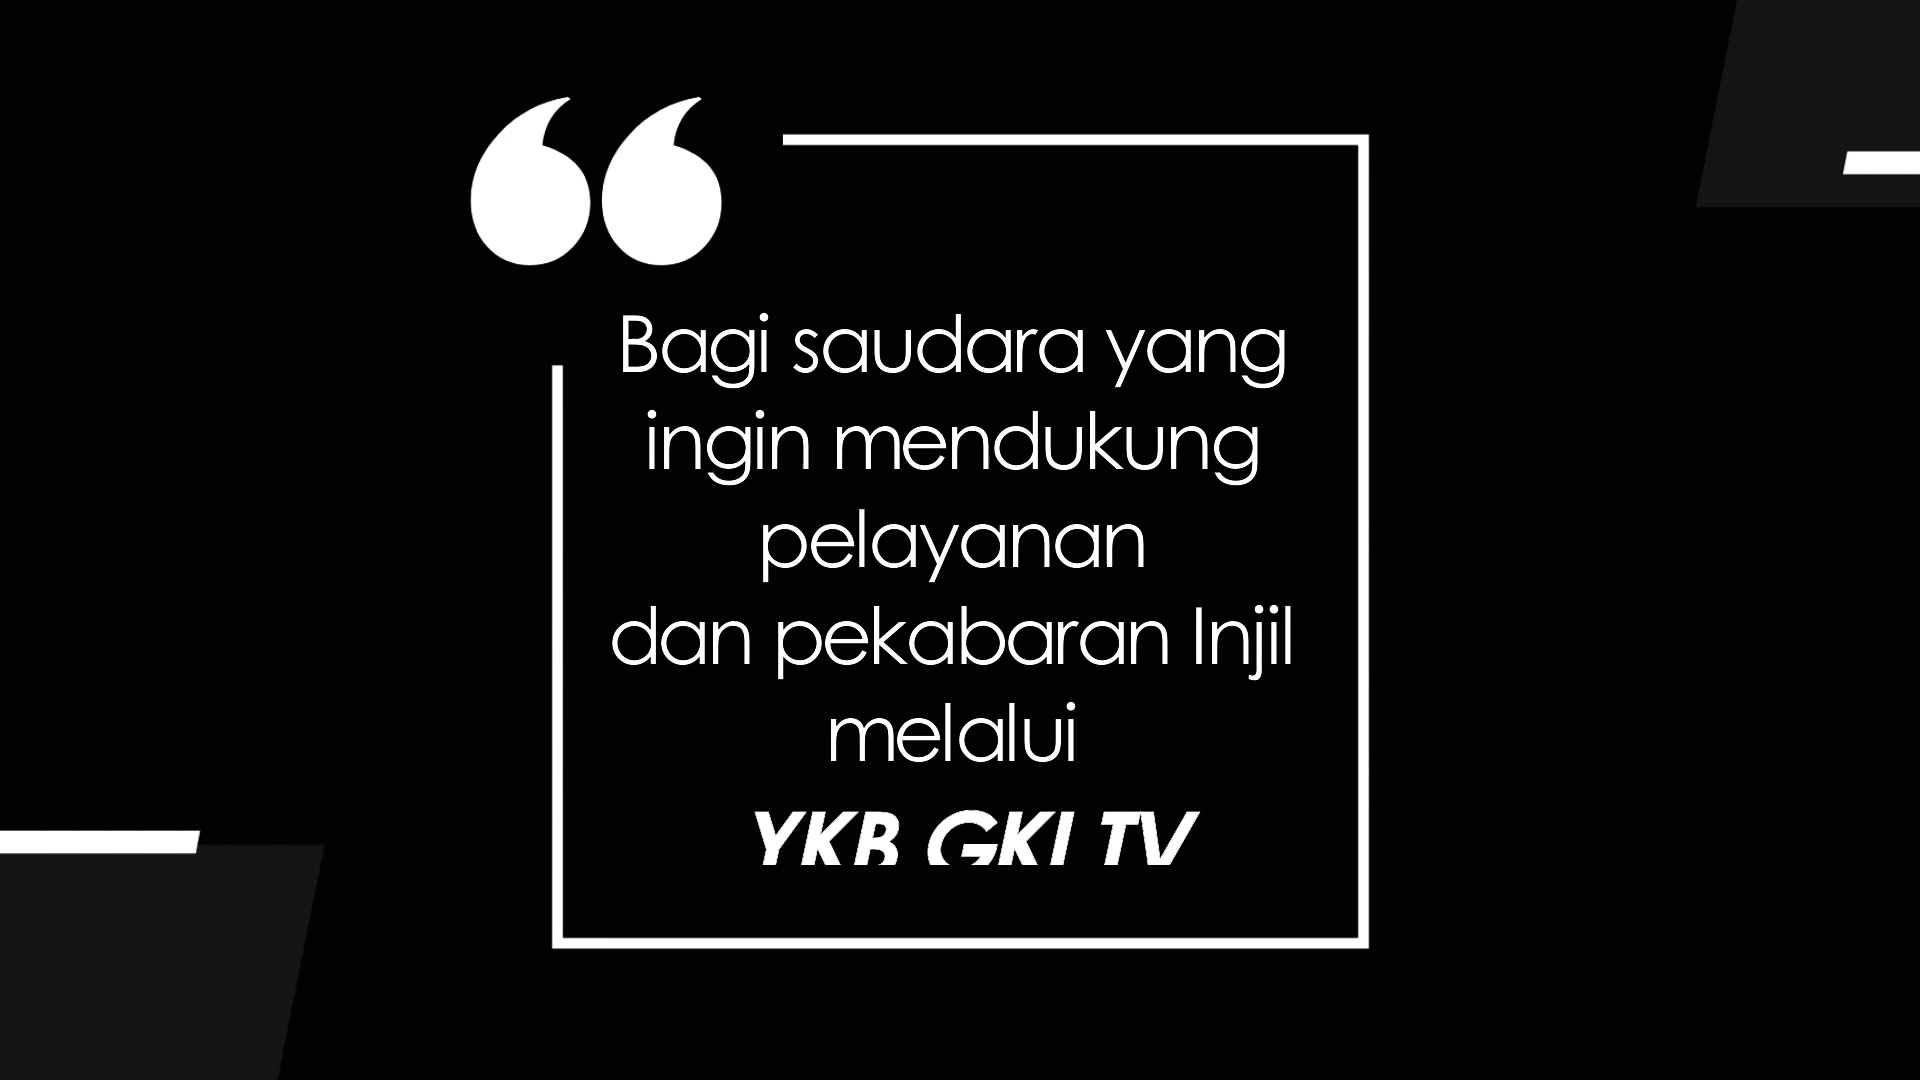 Bagi saudara yang
ingin mendukung
pelayanan
dan pekabaran Injil
melalui
YKB GKI TV